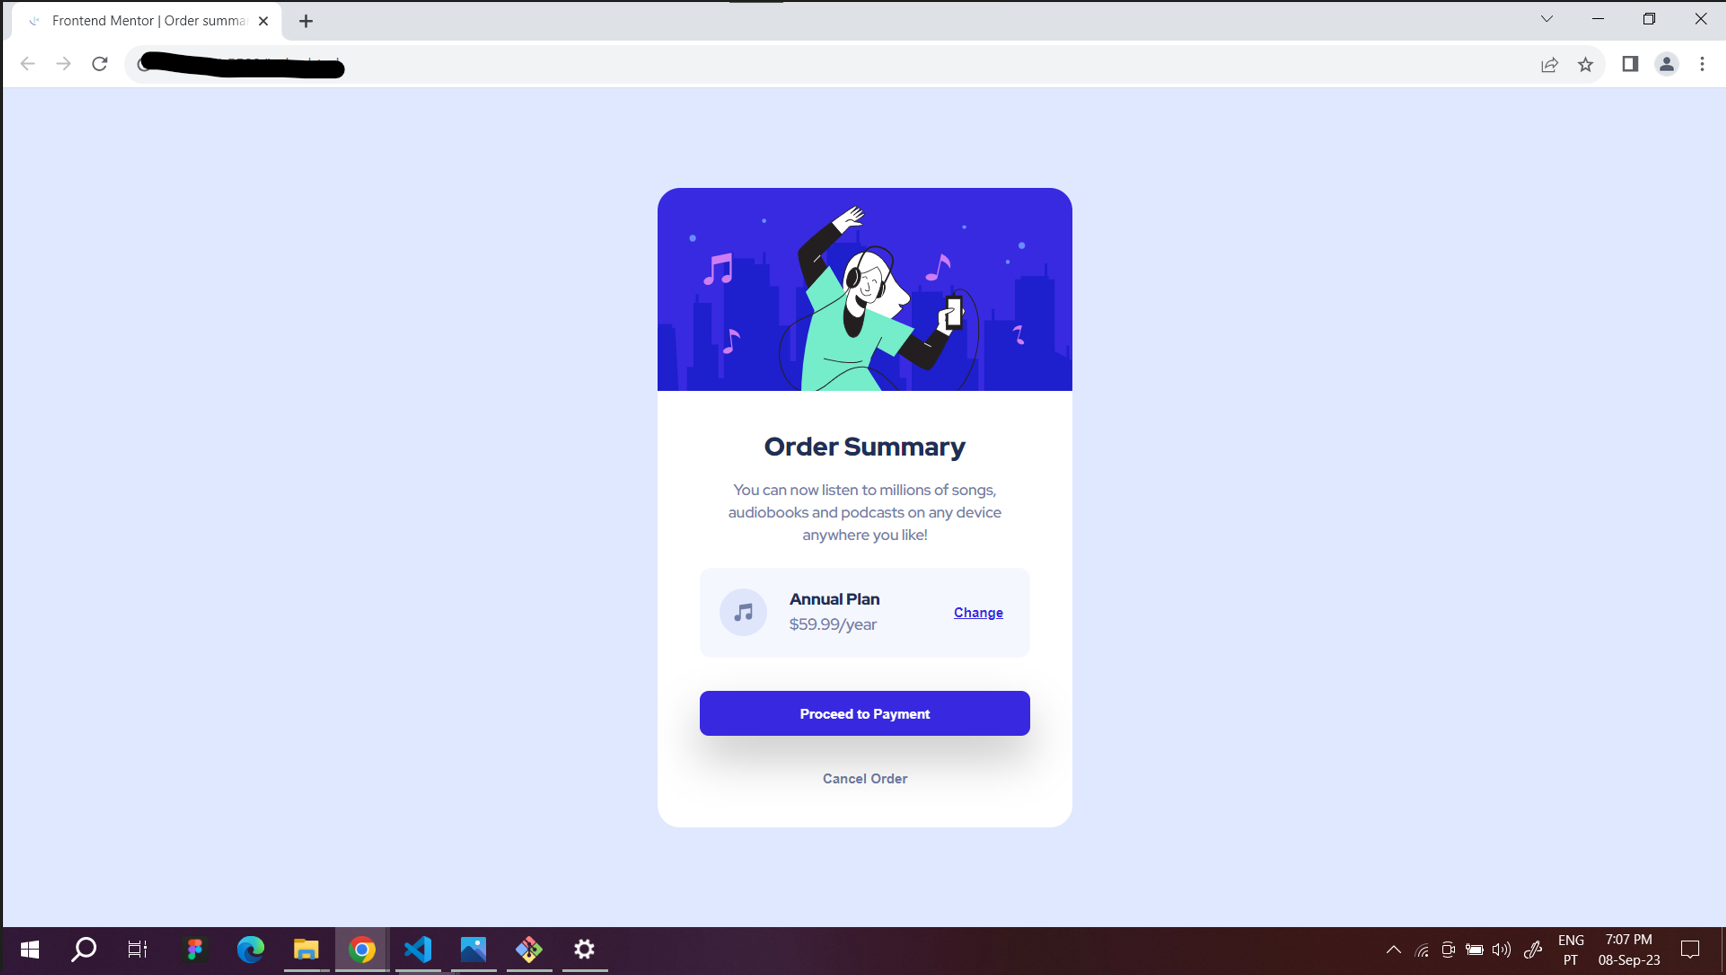 Frontend Mentor | Order summa
Order Summary
You can now listen to millions of songs,
audiobooks and podcasts on any device
anywhere you like!
Annual Plan
$59.99/year
Change
Proceed to Payment
Cancel Order
ENG
PT
7:07 PM
08-Sep-23